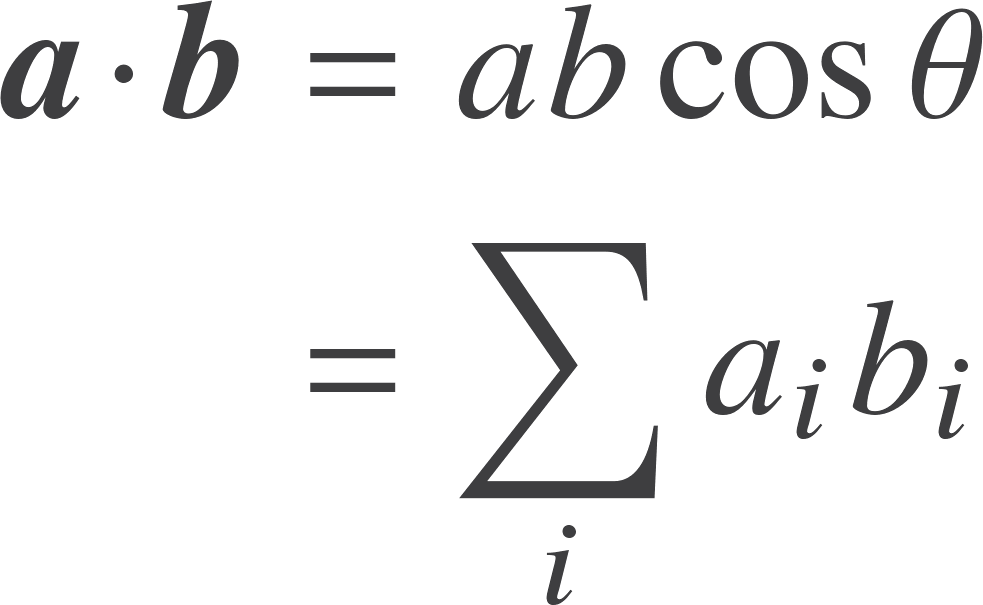 a·b = ab cos θ
= ∑ᵢ aᵢbᵢ